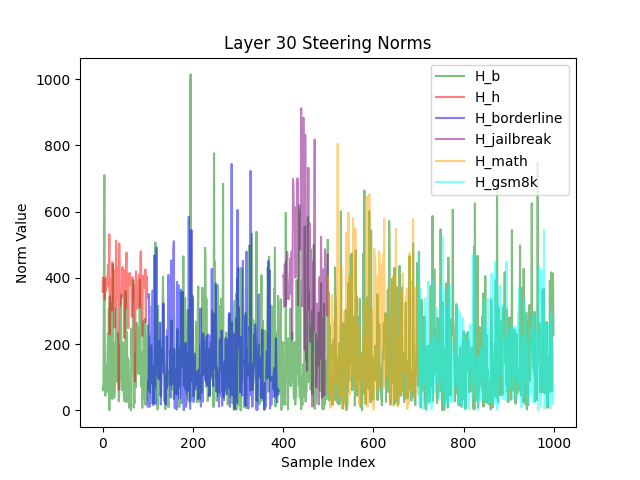 Layer 30 Steering Norms
Norm Value
1000
800
600
400
200
0
0
200
400
600
800
1000
Sample Index
H_b
H_h
H_borderline
H_jailbreak
H_math
H_gsm8k